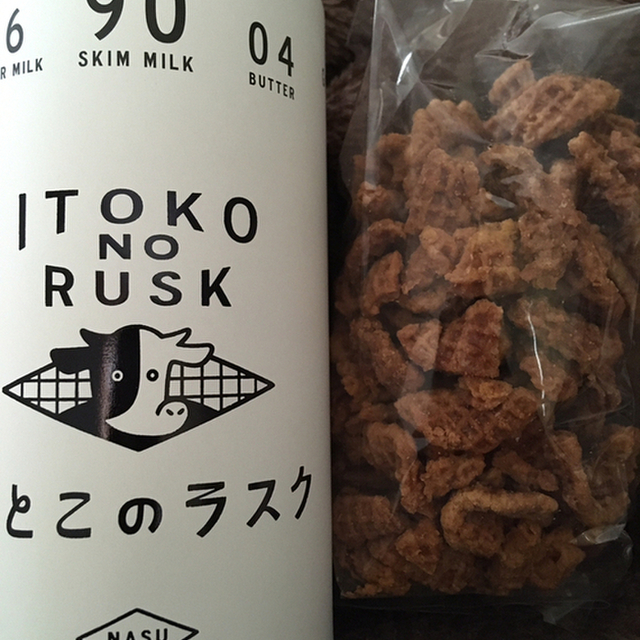 6
R MILK
90
SKIM MILK
04
BUTTER
ITOKO
NO
RUSK
とこのラスク
NASU